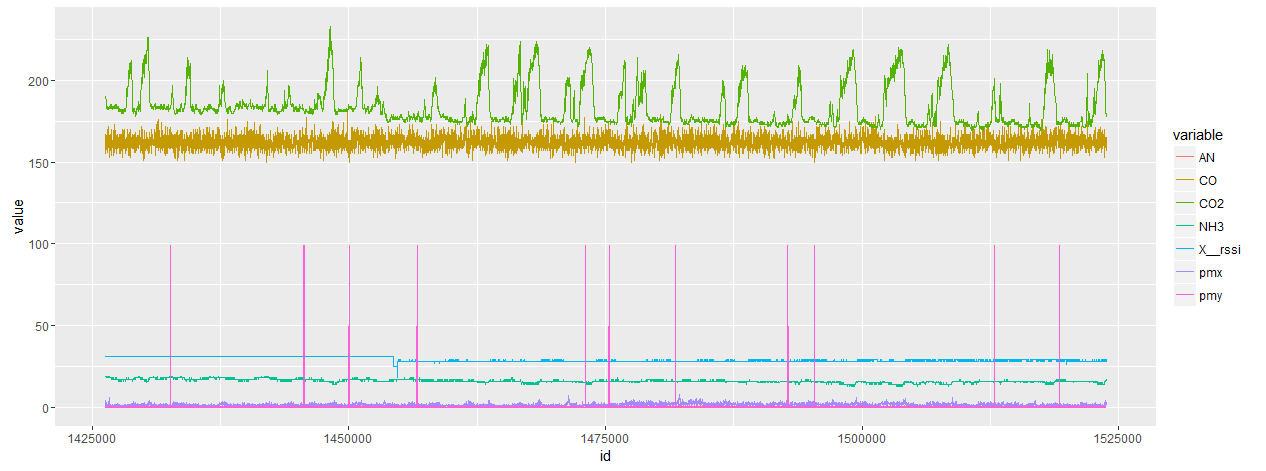 200
150
100
50
0
value
1425000
1450000
1475000
1500000
1525000
id
variable
AN
CO
CO2
NH3
X__rssi
pmx
pmy